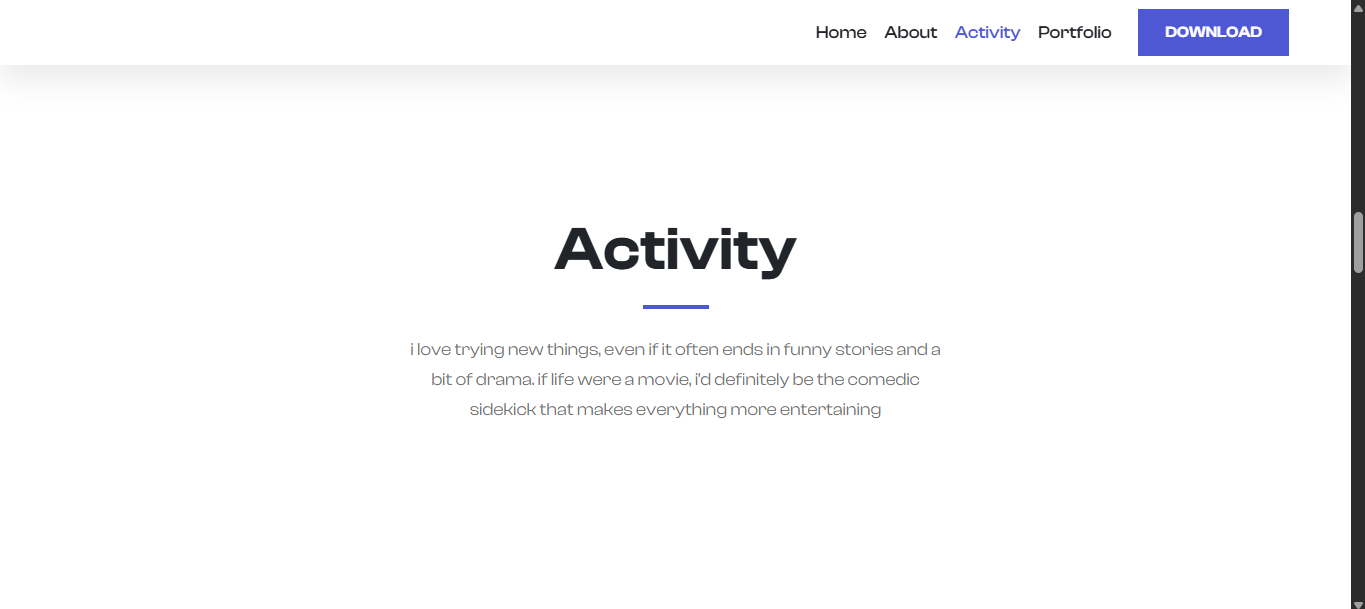 Home About Activity Portfolio DOWNLOAD
Activity
i love trying new things, even if it often ends in funny stories and a
bit of drama. if life were a movie, i'd definitely be the comedic
sidekick that makes everything more entertaining